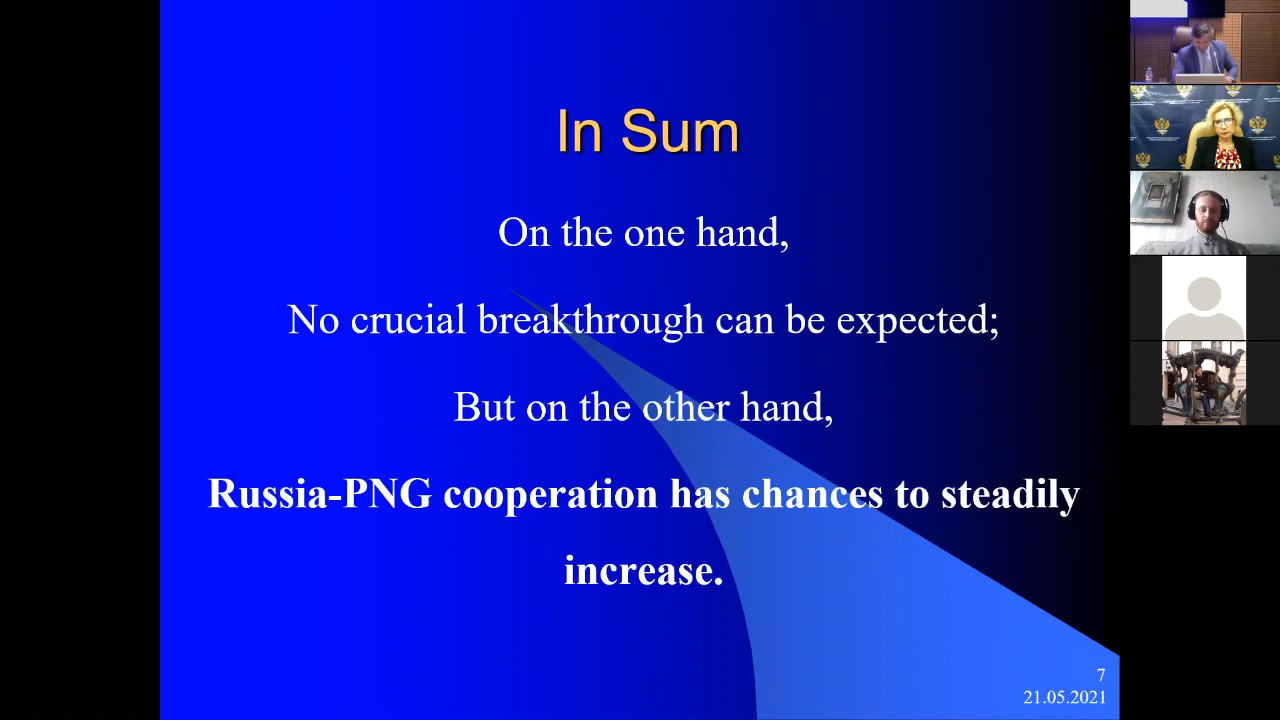 In Sum
On the one hand,
No crucial breakthrough can be expected;
But on the other hand,
Russia-PNG cooperation has chances to steadily
increase.
7
21.05.2021